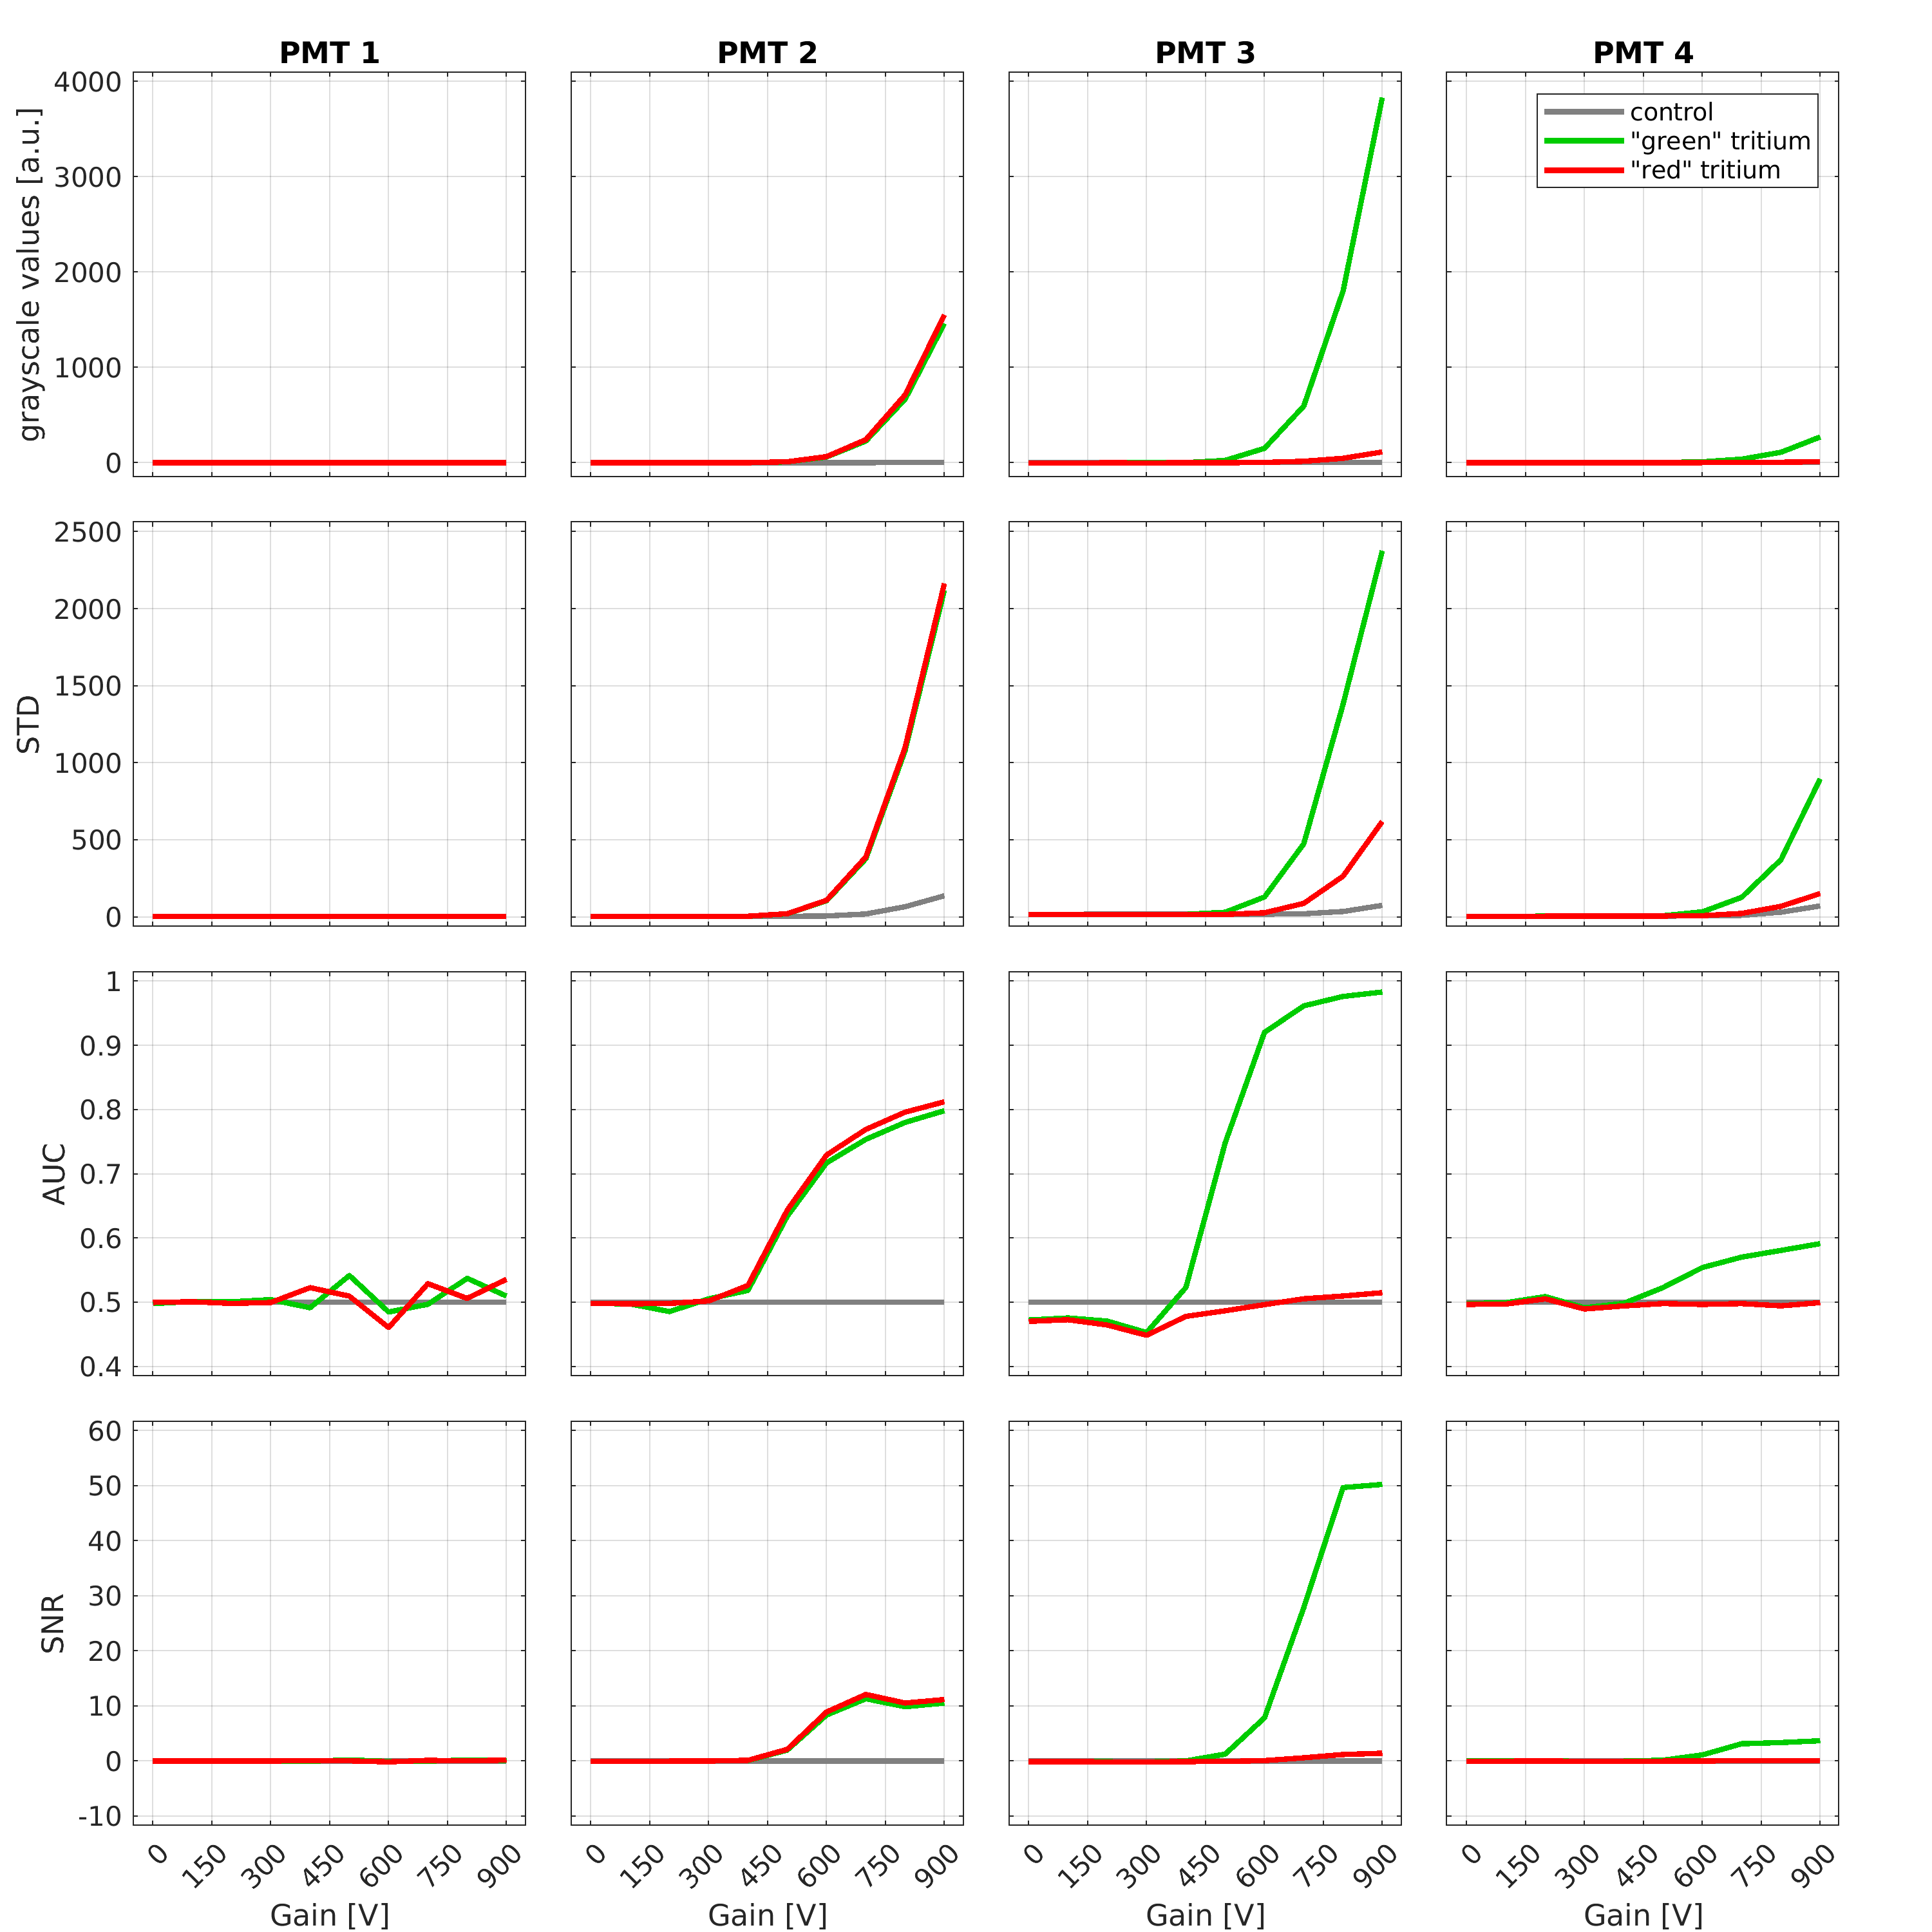 PMT 1
PMT 2
PMT 3
PMT 4
grayscale values [a.u.]
4000
3000
2000
1000
0
control
"green" tritium
"red" tritium
STD
2500
2000
1500
1000
500
0
AUC
1
0.9
0.8
0.7
0.6
0.5
0.4
SNR
60
50
40
30
20
10
0
-10
0 150 300 450 600 750 900
0 150 300 450 600 750 900
0 150 300 450 600 750 900
0 150 300 450 600 750 900
Gain [V]
Gain [V]
Gain [V]
Gain [V]